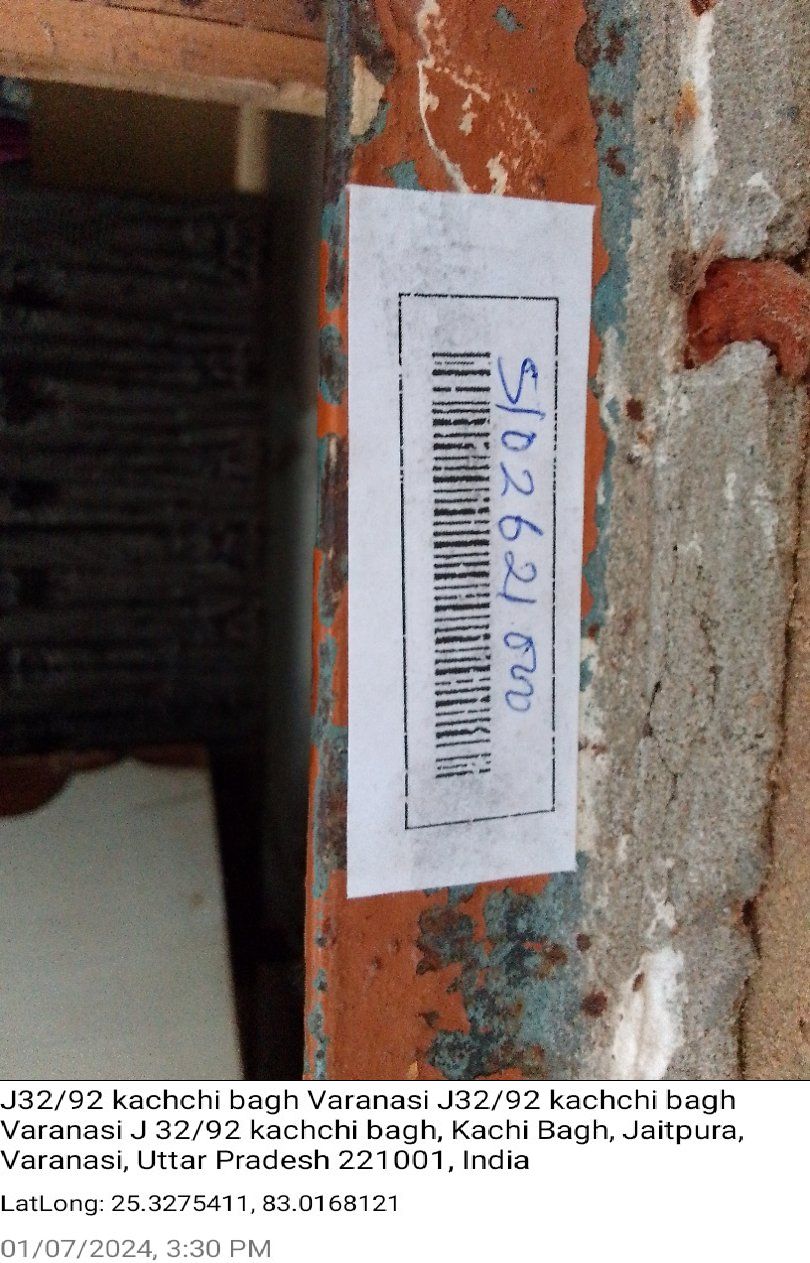 5102621000
J32/92 kachchi bagh Varanasi J32/92 kachchi bagh
Varanasi J 32/92 kachchi bagh, Kachi Bagh, Jaitpura,
Varanasi, Uttar Pradesh 221001, India
LatLong: 25.3275411, 83.0168121
01/07/2024, 3:30 PM